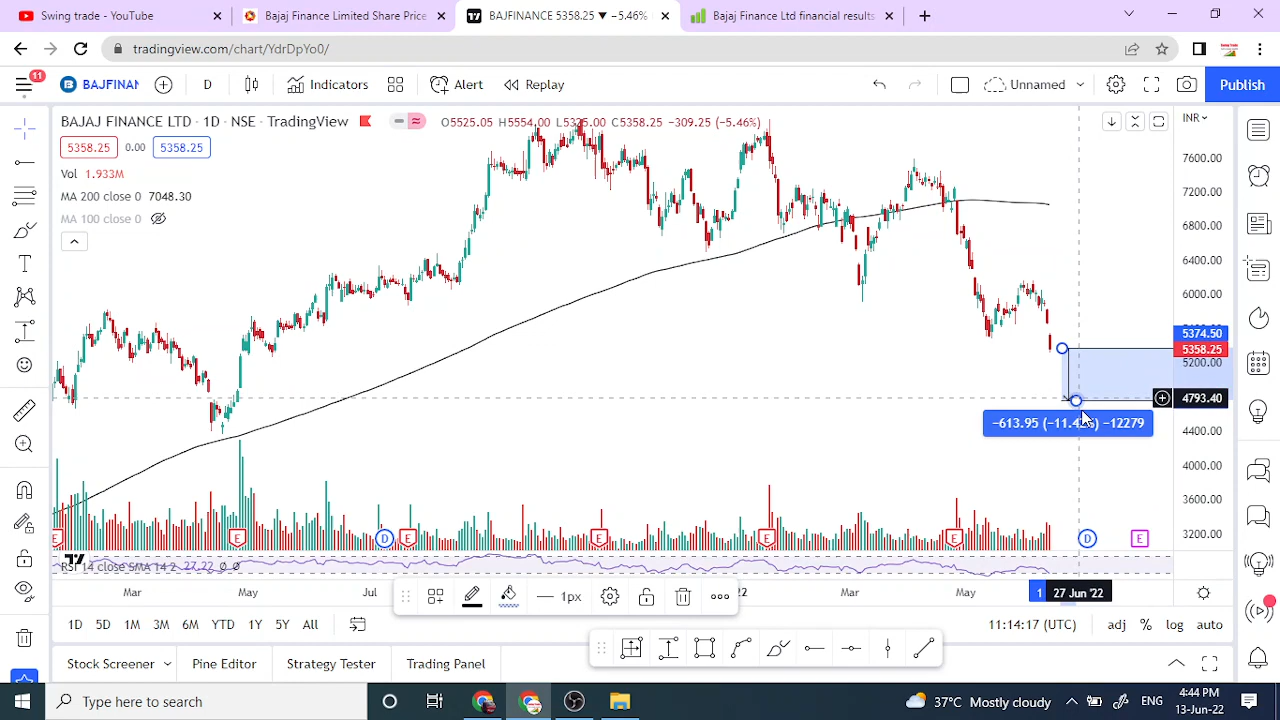 Swing trade - YouTube
Bajaj Finance Limited Share Price
BAJFINANCE 5358.25 ▼ −5.46%
Bajaj Finance Ltd financial results
tradingview.com/chart/YdrDpYo0/
11
BAJFINAN
D
Indicators
Alert
Replay
Unnamed
Publish
BAJAJ FINANCE LTD · 1D · NSE · TradingView
O5525.05 H5554.00 L5325.00 C5358.25 −309.25 (−5.46%)
INR
5358.25 0.00 5358.25
Vol 1.933M
MA 200 close 0 7048.30
MA 100 close 0
7600.00
7200.00
6800.00
6400.00
6000.00
5374.50
5358.25
5200.00
4793.40
4400.00
4000.00
3600.00
3200.00
E E D E E E E D E
RSI 14 close SMA 14 2 27.22 0 0
Mar May Jul Mar May 27 Jun '22
1px
1D 5D 1M 3M 6M YTD 1Y 5Y All
11:14:17 (UTC) adj % log auto
Stock Screener Pine Editor Strategy Tester Trading Panel
Type here to search
37°C Mostly cloudy
ENG
4:44 PM
13-Jun-22